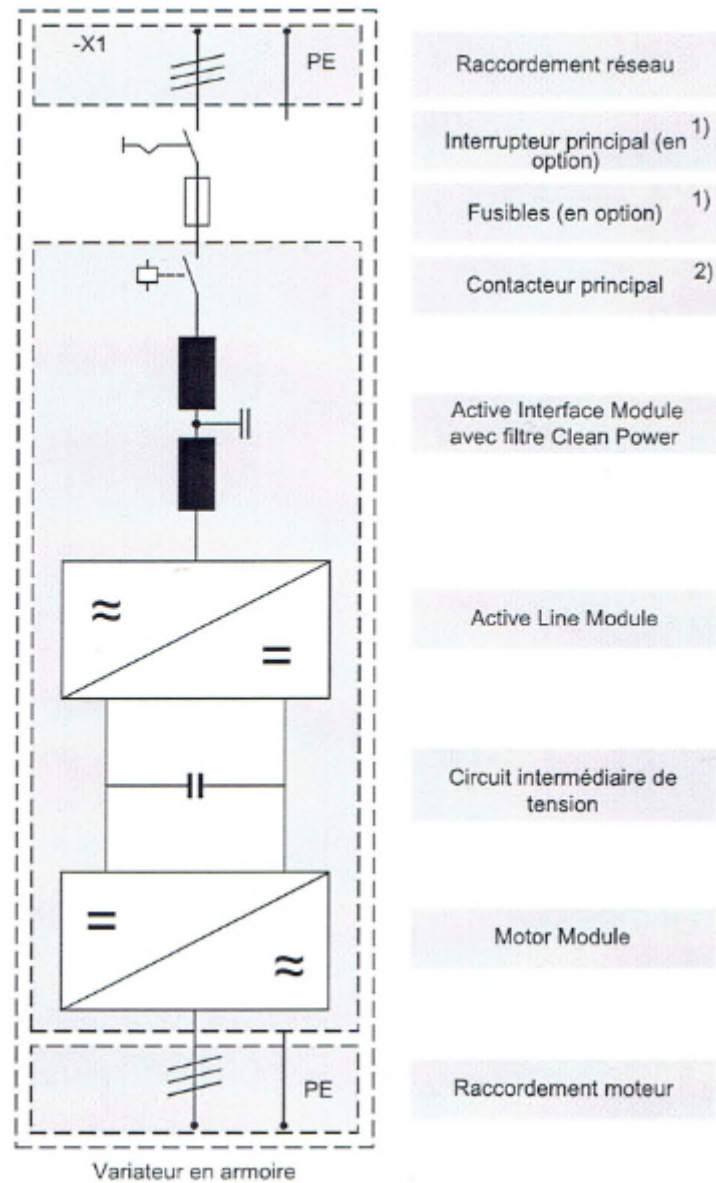 -X1
PE
Raccordement réseau
Interrupteur principal (en option) 1)
Fusibles (en option) 1)
Contacteur principal 2)
Active Interface Module
avec filtre Clean Power
Active Line Module
Circuit intermédiaire de
tension
Motor Module
PE
Raccordement moteur
Variateur en armoire